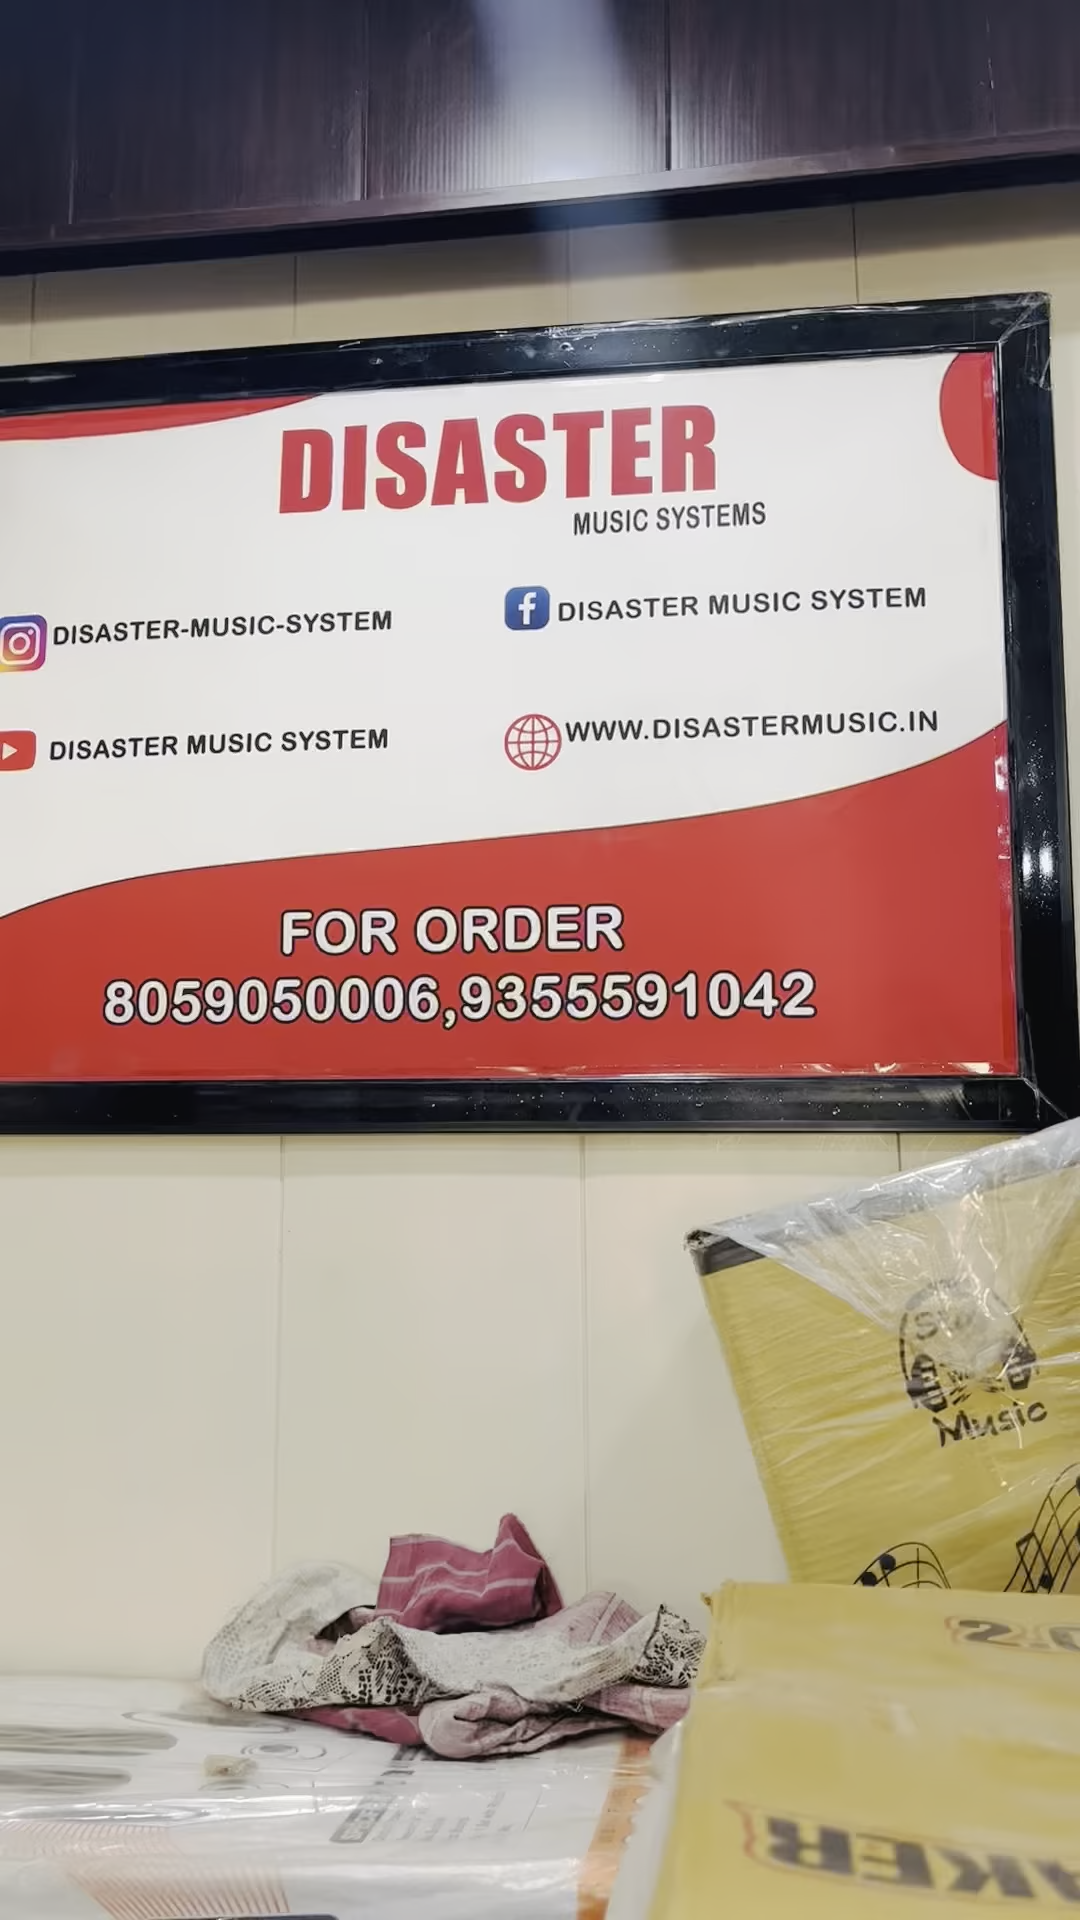 DISASTER
MUSIC SYSTEMS
DISASTER-MUSIC-SYSTEM
DISASTER MUSIC SYSTEM
DISASTER MUSIC SYSTEM
WWW.DISASTERMUSIC.IN
FOR ORDER
8059050006,9355591042
Music